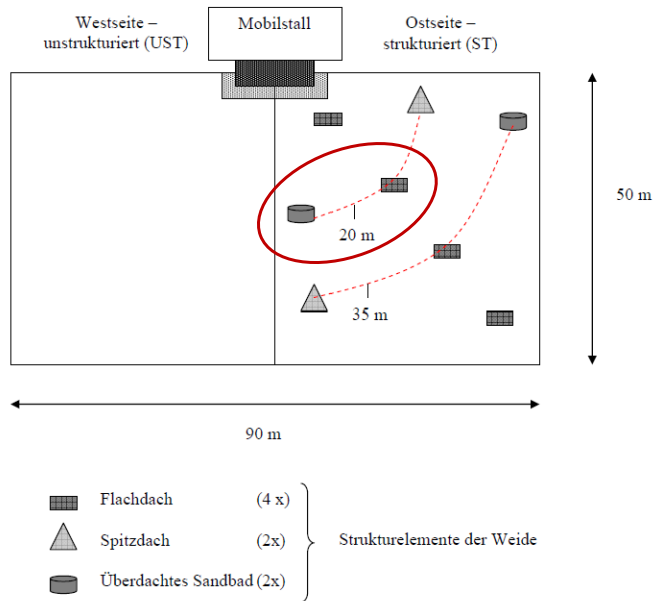 Westseite –
unstrukturiert (UST)
Mobilstall
Ostseite –
strukturiert (ST)
20 m
35 m
50 m
90 m
Flachdach (4 x)
Spitzdach (2x)
Strukturelemente der Weide
Überdachtes Sandbad (2x)